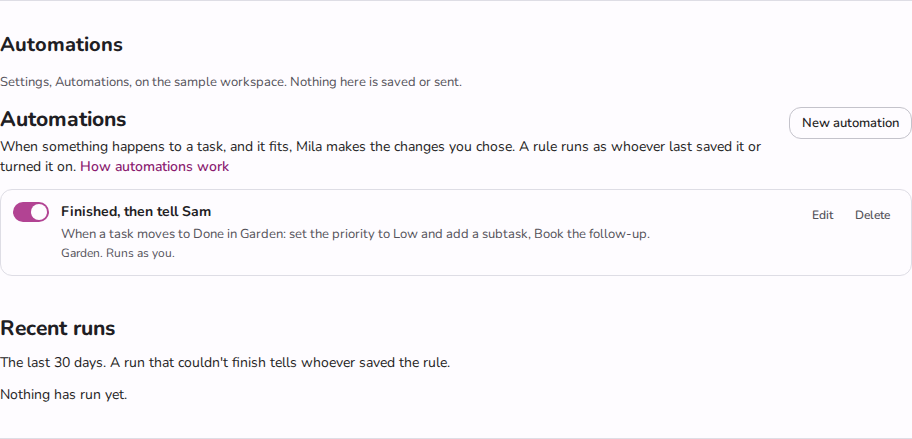 Automations
Settings, Automations, on the sample workspace. Nothing here is saved or sent.
Automations
New automation
When something happens to a task, and it fits, Mila makes the changes you chose. A rule runs as whoever last saved it or
turned it on. How automations work
Finished, then tell Sam
Edit
Delete
When a task moves to Done in Garden: set the priority to Low and add a subtask, Book the follow-up.
Garden. Runs as you.
Recent runs
The last 30 days. A run that couldn't finish tells whoever saved the rule.
Nothing has run yet.